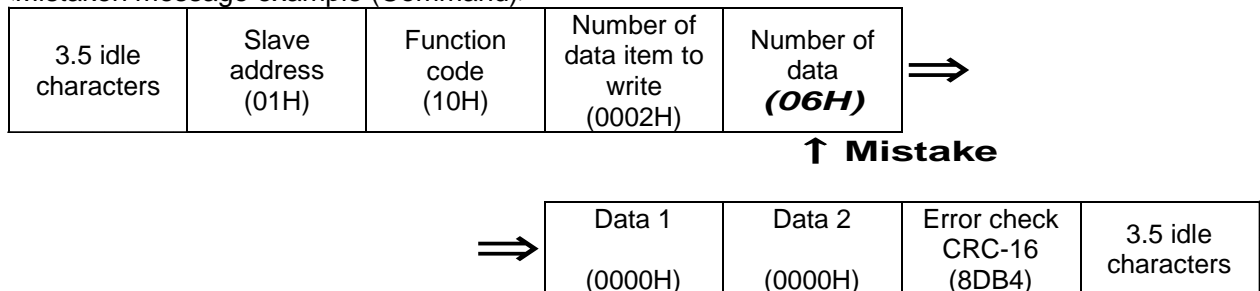 Mistaken message example (Command)
3.5 idle
characters
Slave
address
(01H)
Function
code
(10H)
Number of
data item to
write
(0002H)
Number of
data
(06H)
⇒
↑ Mistake
⇒
Data 1
(0000H)
Data 2
(0000H)
Error check
CRC-16
(8DB4)
3.5 idle
characters